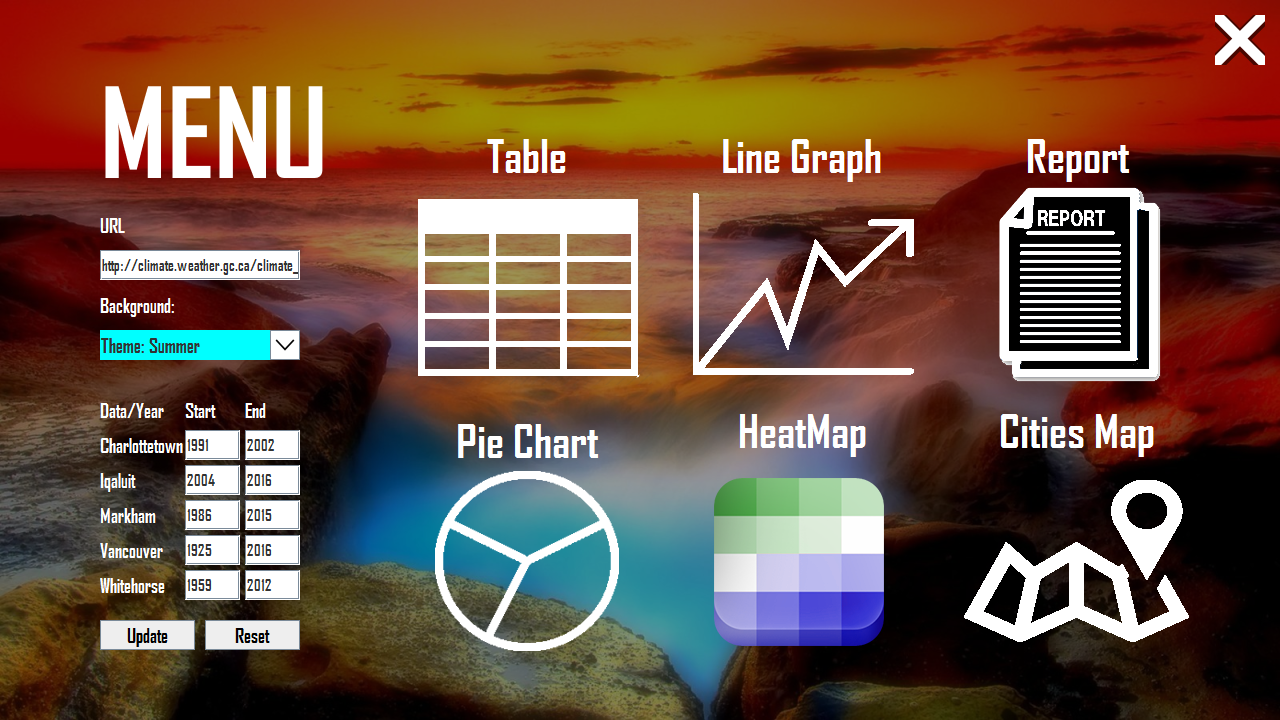 MENU
URL
http://climate.weather.gc.ca/climate_
Background:
Theme: Summer
Data/Year Start End
Charlottetown 1991 2002
Iqaluit 2004 2016
Markham 1986 2015
Vancouver 1925 2016
Whitehorse 1959 2012
Update Reset
Table
Line Graph
Report
REPORT
Pie Chart
HeatMap
Cities Map